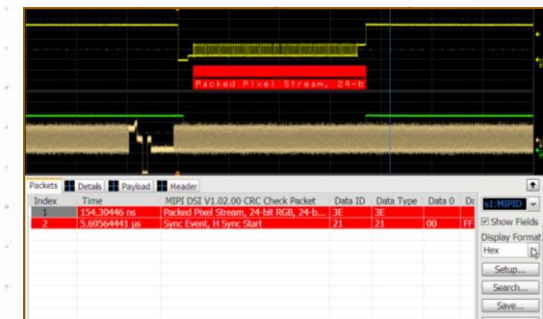 Packed Pixel Stream, 24-b
Packets Details Payload Header
Index Time MIPI DSI V1.02.00 CRC Check Packet Data ID Data Type Data 0 Da
1 154.30446 ns Packed Pixel Stream, 24-bit RGB, 24-b... 3E 3E
2 5.69564441 µs Sync Event, H Sync Start 21 21 00 FF
s1:MIPID
Show Fields
Display Format
Hex
Setup...
Search...
Save...